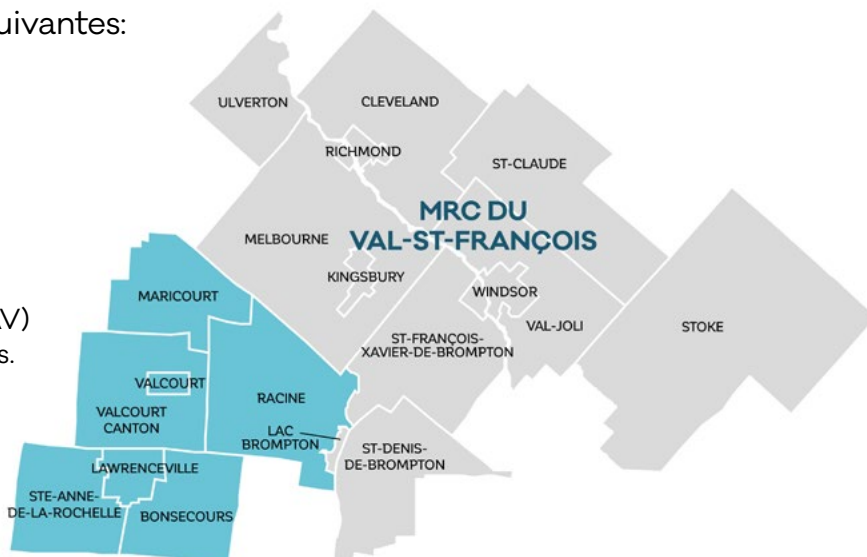 uivantes:
ULVERTON
CLEVELAND
RICHMOND
ST-CLAUDE
MRC DU
VAL-ST-FRANÇOIS
MELBOURNE
KINGSBURY
WINDSOR
MARICOURT
V)
s.
ST-FRANÇOIS-
XAVIER-DE-BROMPTON
VAL-JOLI
STOKE
VALCOURT
RACINE
VALCOURT
CANTON
LAC
BROMPTON
ST-DENIS-
DE-BROMPTON
LAWRENCEVILLE
STE-ANNE-
DE-LA-ROCHELLE
BONSECOURS